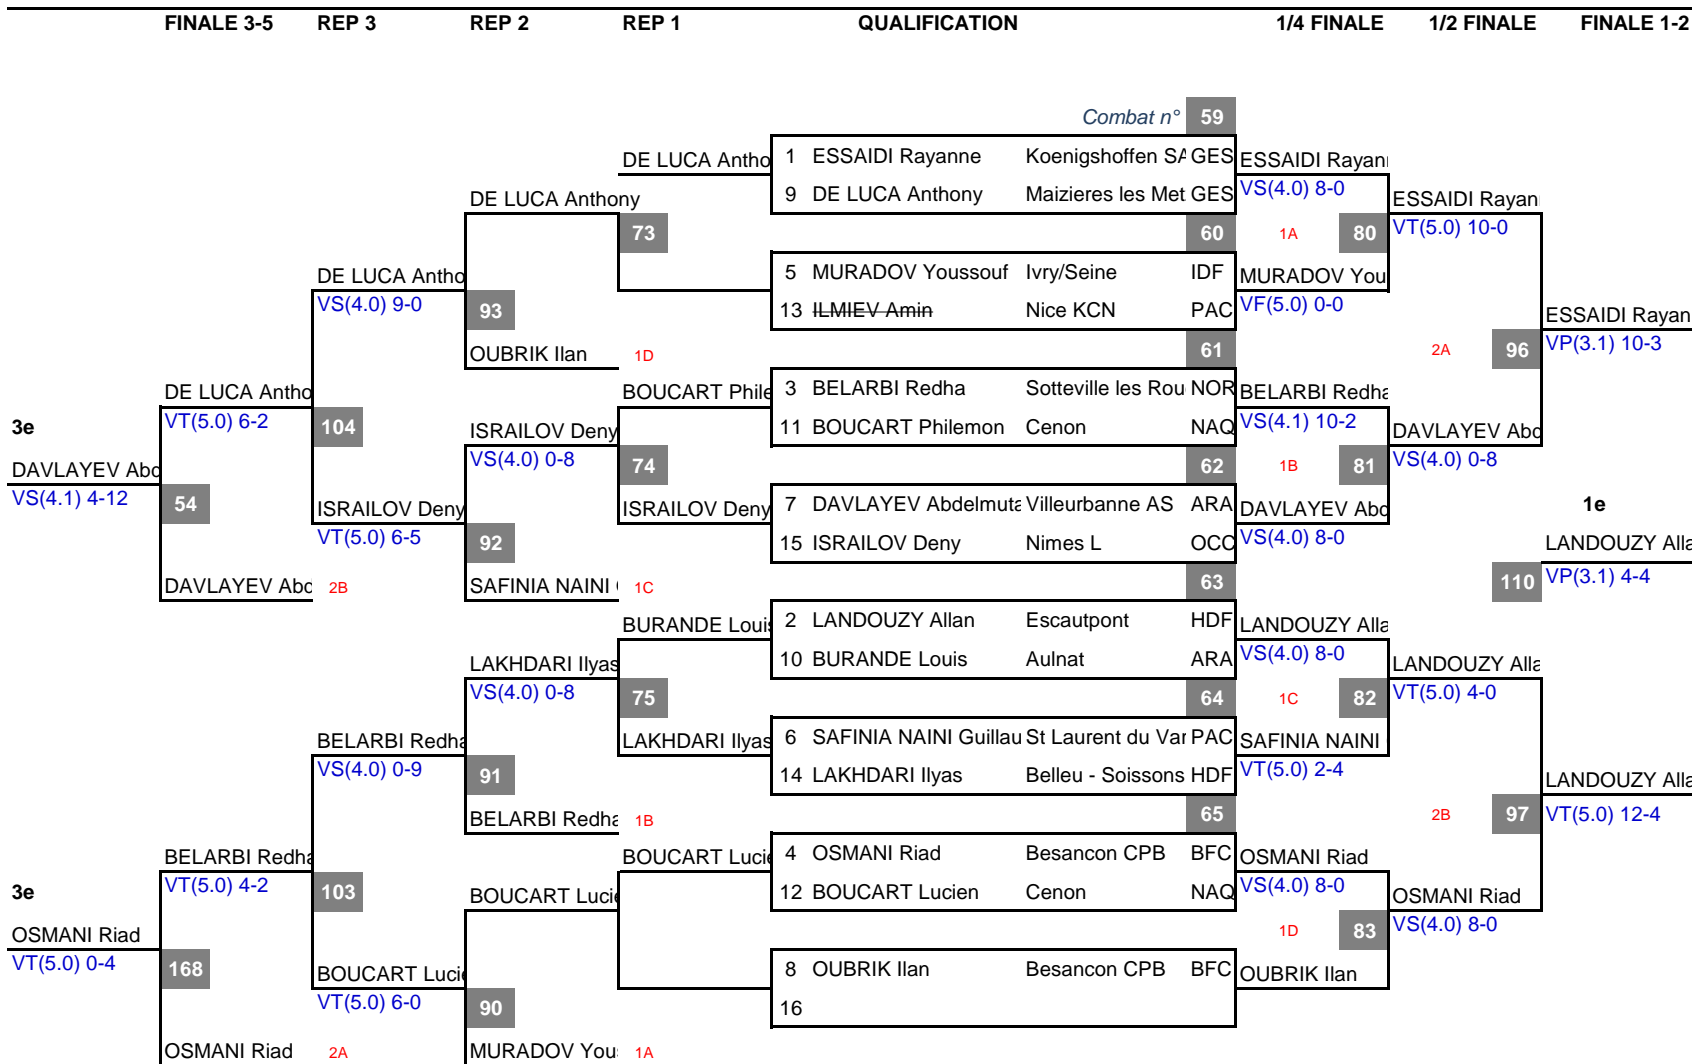 FINALE 3-5 REP 3 REP 2 REP 1 QUALIFICATION 1/4 FINALE 1/2 FINALE FINALE 1-2
Combat n° 59
DE LUCA Antho 1 ESSAIDI Rayanne Koenigshoffen SA GES ESSAIDI Rayan
DE LUCA Anthony 9 DE LUCA Anthony Maizieres les Met GES VS(4.0) 8-0 ESSAIDI Rayan
73 60 1A 80 VT(5.0) 10-0
DE LUCA Antho 5 MURADOV Youssouf Ivry/Seine IDF MURADOV You
VS(4.0) 9-0 93 13 ILMIEV Amin Nice KCN PAC VF(5.0) 0-0 ESSAIDI Rayan
OUBRIK Ilan 1D 61 2A 96 VP(3.1) 10-3
DE LUCA Antho BOUCART Phile 3 BELARBI Redha Sotteville les Rou NOR BELARBI Redha
3e VT(5.0) 6-2 104 ISRAILOV Deny 11 BOUCART Philemon Cenon NAQ VS(4.1) 10-2 DAVLAYEV Abd
DAVLAYEV Abd VS(4.0) 0-8 74 62 1B 81 VS(4.0) 0-8
VS(4.1) 4-12 54 ISRAILOV Deny ISRAILOV Deny 7 DAVLAYEV Abdelmuta Villeurbanne AS ARA DAVLAYEV Abd 1e
VT(5.0) 6-5 92 15 ISRAILOV Deny Nimes L OCC VS(4.0) 8-0 LANDOUZY Alla
DAVLAYEV Abd 2B SAFINIA NAINI 1C 63 110 VP(3.1) 4-4
BURANDE Louis 2 LANDOUZY Allan Escautpont HDF LANDOUZY Alla
LAKHDARI Ilyas 10 BURANDE Louis Aulnat ARA VS(4.0) 8-0 LANDOUZY Alla
VS(4.0) 0-8 75 64 1C 82 VT(5.0) 4-0
BELARBI Redha LAKHDARI Ilyas 6 SAFINIA NAINI Guillau St Laurent du Var PAC SAFINIA NAINI
VS(4.0) 0-9 91 14 LAKHDARI Ilyas Belleu - Soissons HDF VT(5.0) 2-4 LANDOUZY Alla
BELARBI Redha 1B 65 2B 97 VT(5.0) 12-4
BELARBI Redha BOUCART Lucie 4 OSMANI Riad Besancon CPB BFC OSMANI Riad
3e VT(5.0) 4-2 103 BOUCART Lucie 12 BOUCART Lucien Cenon NAQ VS(4.0) 8-0 OSMANI Riad
OSMANI Riad 1D 83 VS(4.0) 8-0
VT(5.0) 0-4 168 BOUCART Lucie 8 OUBRIK Ilan Besancon CPB BFC OUBRIK Ilan
VT(5.0) 6-0 90 16
OSMANI Riad 2A MURADOV You 1A